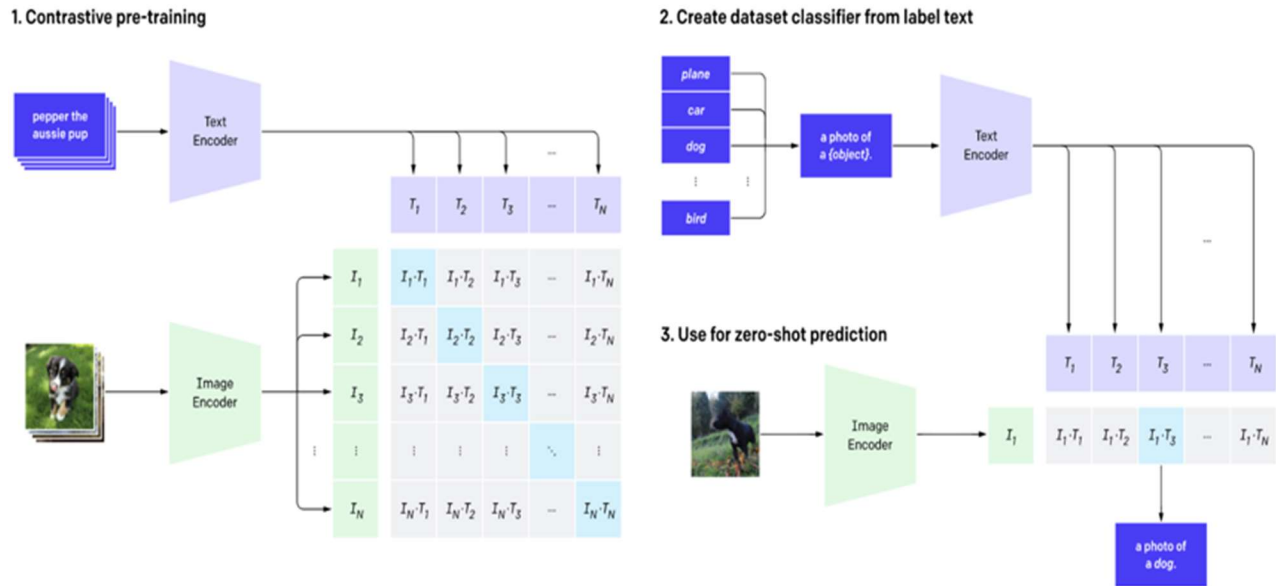 1. Contrastive pre-training
pepper the
aussie pup
Text
Encoder
...
T1 T2 T3 ... TN
I1 I1·T1 I1·T2 I1·T3 ... I1·TN
I2 I2·T1 I2·T2 I2·T3 ... I2·TN
Image
Encoder
I3 I3·T1 I3·T2 I3·T3 ... I3·TN
⋮ ⋮ ⋮ ⋮ ⋮ ⋱ ⋮
IN IN·T1 IN·T2 IN·T3 ... IN·TN
2. Create dataset classifier from label text
plane
car
dog
⋮ ⋮
bird
a photo of
a {object}.
Text
Encoder
...
3. Use for zero-shot prediction
Image
Encoder
T1 T2 T3 ... TN
I1 I1·T1 I1·T2 I1·T3 ... I1·TN
a photo of
a dog.